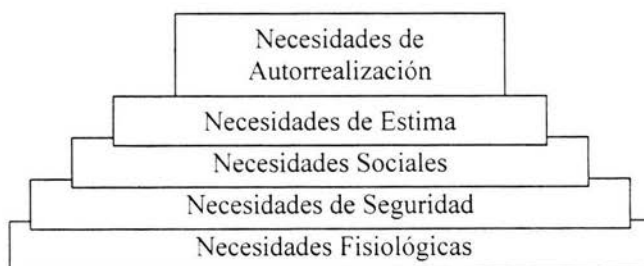 Necesidades de
Autorrealización
Necesidades de Estima
Necesidades Sociales
Necesidades de Seguridad
Necesidades Fisiológicas